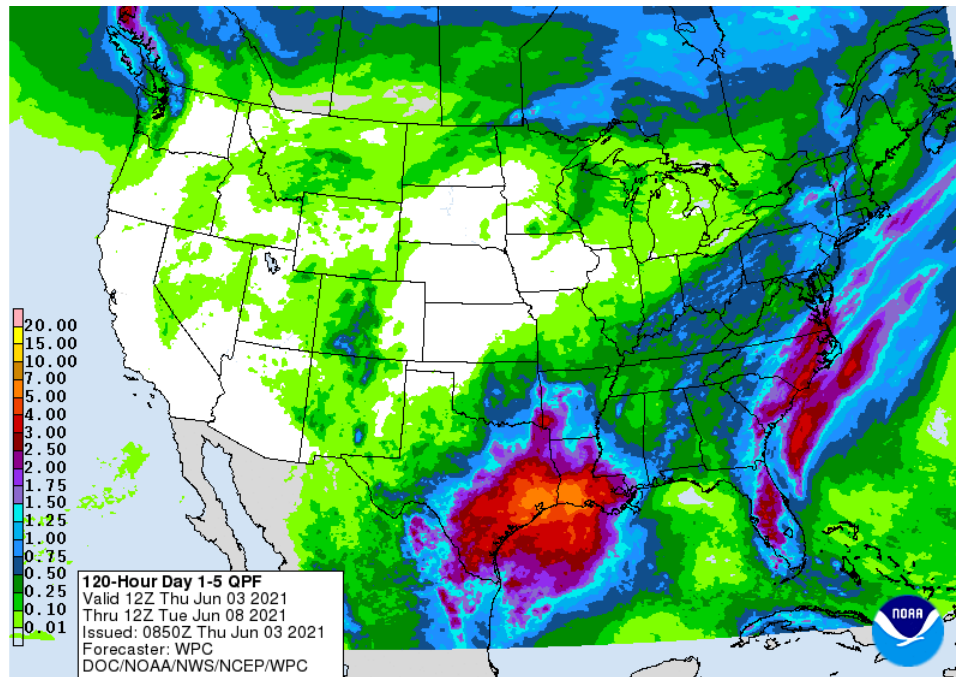 20.00
15.00
10.00
7.00
5.00
4.00
3.00
2.50
2.00
1.75
1.50
1.25
1.00
0.75
0.50
0.25
0.10
0.01
120-Hour Day 1-5 QPF
Valid 12Z Thu Jun 03 2021
Thru 12Z Tue Jun 08 2021
Issued: 0850Z Thu Jun 03 2021
Forecaster: WPC
DOC/NOAA/NWS/NCEP/WPC
NOAA